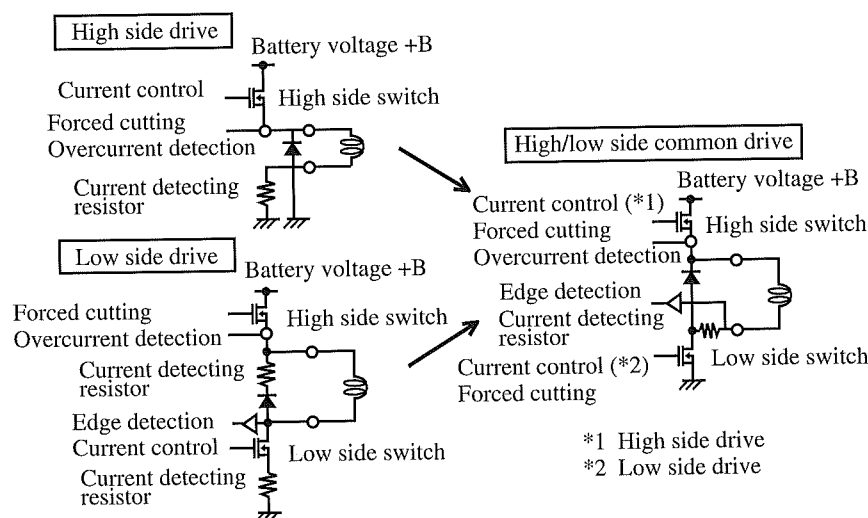 High side drive
Battery voltage +B
Current control
High side switch
Forced cutting
Overcurrent detection
Current detecting
resistor
Low side drive
Battery voltage +B
Forced cutting
High side switch
Overcurrent detection
Current detecting
resistor
Edge detection
Current control
Low side switch
Current detecting
resistor
High/low side common drive
Battery voltage +B
Current control (*1)
High side switch
Forced cutting
Overcurrent detection
Edge detection
Current detecting
resistor
Low side switch
Current control (*2)
Forced cutting
*1 High side drive
*2 Low side drive